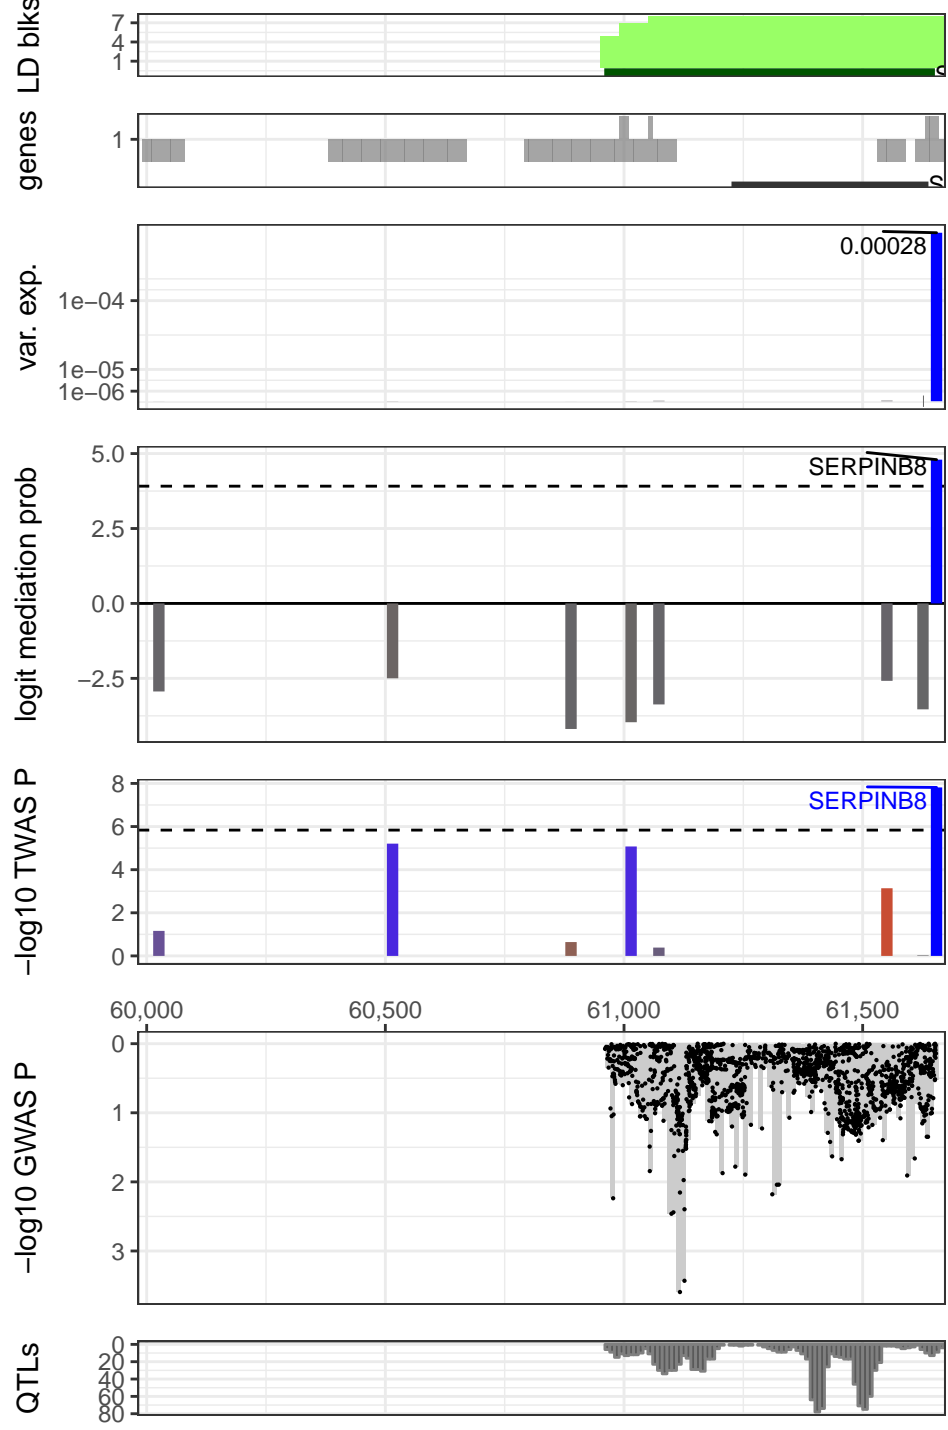 LD blks
7
4
1
genes
1
S
var. exp.
0.00028
1e−04
1e−05
1e−06
logit mediation prob
5.0
SERPINB8
2.5
0.0
−2.5
−log10 TWAS P
8
SERPINB8
6
4
2
0
60,000 60,500 61,000 61,500
−log10 GWAS P
0
1
2
3
QTLs
0
20
40
60
80